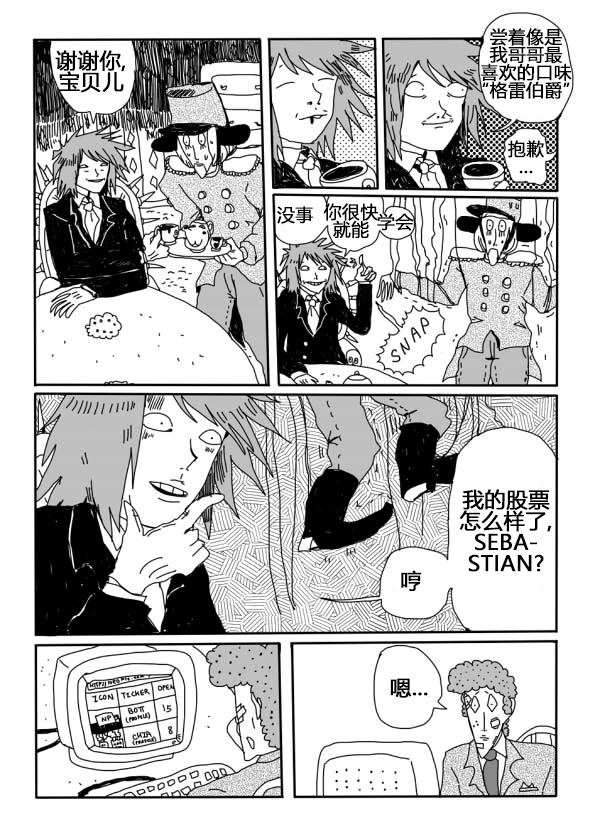 谢谢你,
宝贝儿
尝着像是
我哥哥最
喜欢的口味
“格雷伯爵”
抱歉
...
没事
你很快
就能
学会
SNAP
我的股票
怎么样了,
SEBA-
STIAN?
哼
ICON TICKER OPEN
NP BOTT 15
(PROFILE)
CHIA 8
(PROFILE)
嗯...